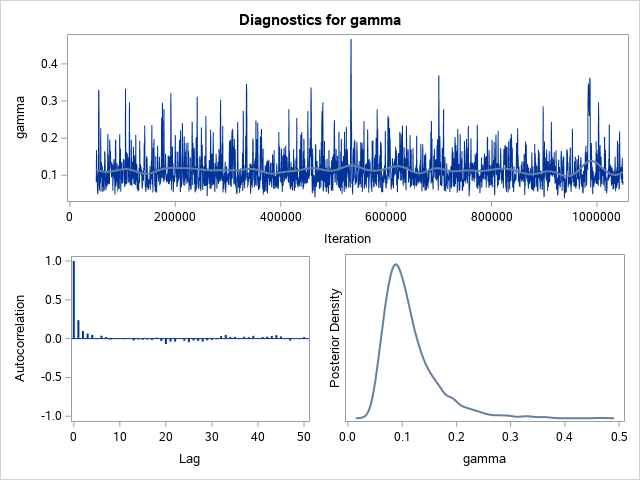 Diagnostics for gamma
gamma
0.4
0.3
0.2
0.1
0 200000 400000 600000 800000 1000000
Iteration
Autocorrelation
1.0
0.5
0.0
-0.5
-1.0
0 10 20 30 40 50
Lag
Posterior Density
0.0 0.1 0.2 0.3 0.4 0.5
gamma